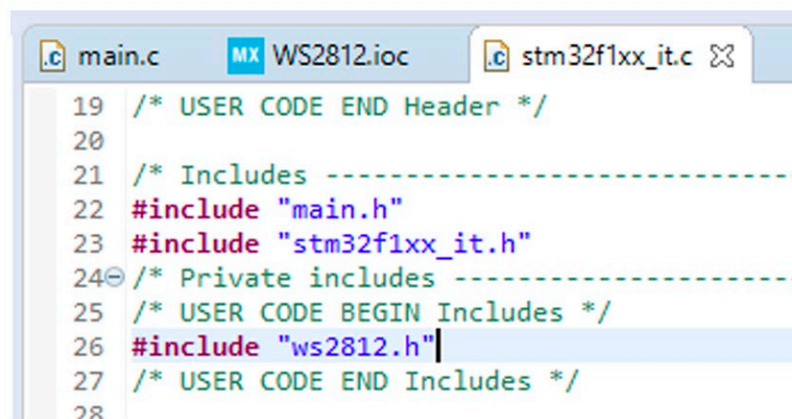 .c main.c MX WS2812.ioc .c stm32f1xx_it.c
19 /* USER CODE END Header */
20
21 /* Includes -----------------------------
22 #include "main.h"
23 #include "stm32f1xx_it.h"
24 /* Private includes ---------------------
25 /* USER CODE BEGIN Includes */
26 #include "ws2812.h"
27 /* USER CODE END Includes */
28